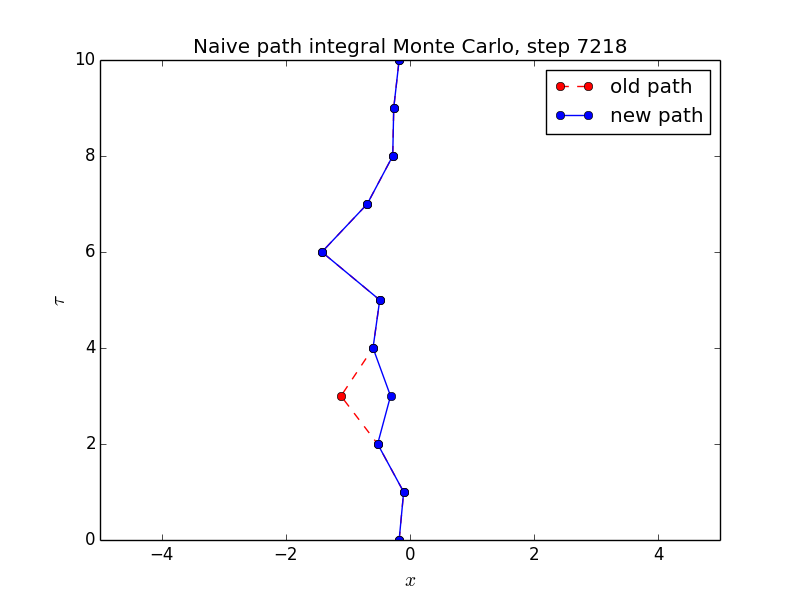 Naive path integral Monte Carlo, step 7218
old path
new path
10
8
6
4
2
0
τ
−4 −2 0 2 4
x